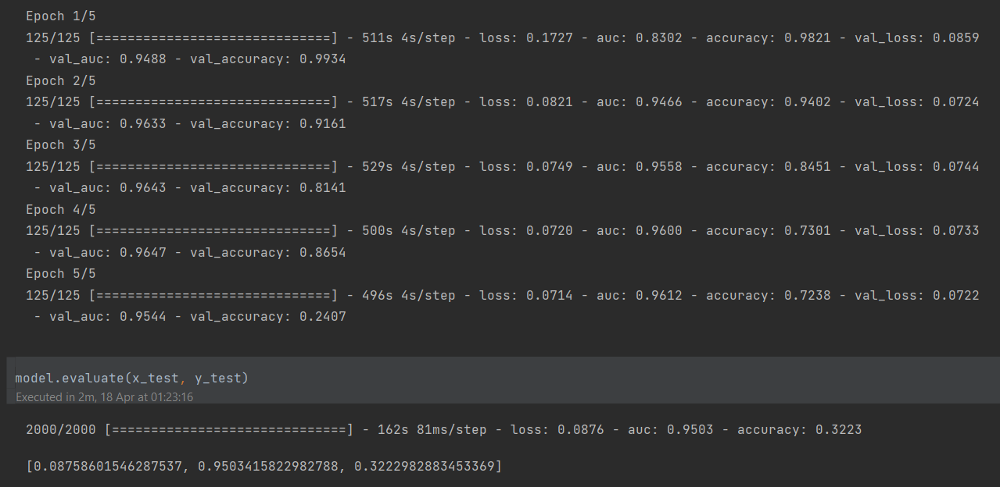 Epoch 1/5
125/125 [==============================] - 511s 4s/step - loss: 0.1727 - auc: 0.8302 - accuracy: 0.9821 - val_loss: 0.0859
 - val_auc: 0.9488 - val_accuracy: 0.9934
Epoch 2/5
125/125 [==============================] - 517s 4s/step - loss: 0.0821 - auc: 0.9466 - accuracy: 0.9402 - val_loss: 0.0724
 - val_auc: 0.9633 - val_accuracy: 0.9161
Epoch 3/5
125/125 [==============================] - 529s 4s/step - loss: 0.0749 - auc: 0.9558 - accuracy: 0.8451 - val_loss: 0.0744
 - val_auc: 0.9643 - val_accuracy: 0.8141
Epoch 4/5
125/125 [==============================] - 500s 4s/step - loss: 0.0720 - auc: 0.9600 - accuracy: 0.7301 - val_loss: 0.0733
 - val_auc: 0.9647 - val_accuracy: 0.8654
Epoch 5/5
125/125 [==============================] - 496s 4s/step - loss: 0.0714 - auc: 0.9612 - accuracy: 0.7238 - val_loss: 0.0722
 - val_auc: 0.9544 - val_accuracy: 0.2407
model.evaluate(x_test, y_test)
Executed in 2m, 18 Apr at 01:23:16
2000/2000 [==============================] - 162s 81ms/step - loss: 0.0876 - auc: 0.9503 - accuracy: 0.3223
[0.08758601546287537, 0.9503415822982788, 0.3222982883453369]